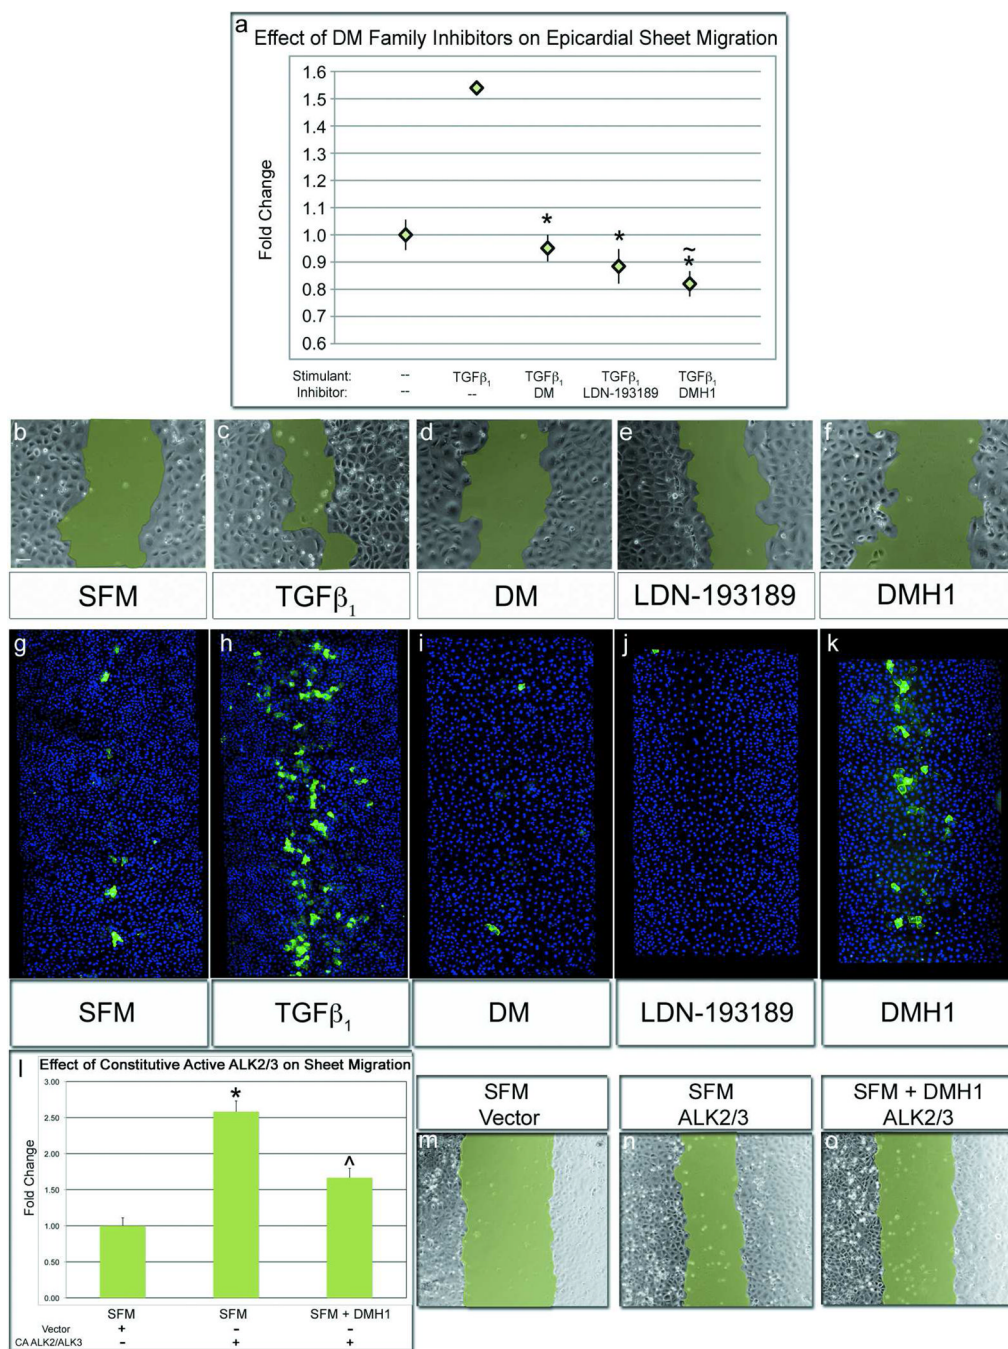 a Effect of DM Family Inhibitors on Epicardial Sheet Migration
Fold Change
1.6
1.5
1.4
1.3
1.2
1.1
1.0
0.9
0.8
0.7
0.6
*
*
~
*
Stimulant: -- TGFβ₁ TGFβ₁ TGFβ₁ TGFβ₁
Inhibitor: -- -- DM LDN-193189 DMH1
b c d e f
SFM TGFβ₁ DM LDN-193189 DMH1
g h i j k
SFM TGFβ₁ DM LDN-193189 DMH1
l Effect of Constitutive Active ALK2/3 on Sheet Migration
Fold Change
3.00
2.50
2.00
1.50
1.00
0.50
0.00
*
^
SFM SFM SFM + DMH1
Vector + - -
CA ALK2/ALK3 - + +
SFM SFM SFM + DMH1
Vector ALK2/3 ALK2/3
m n o